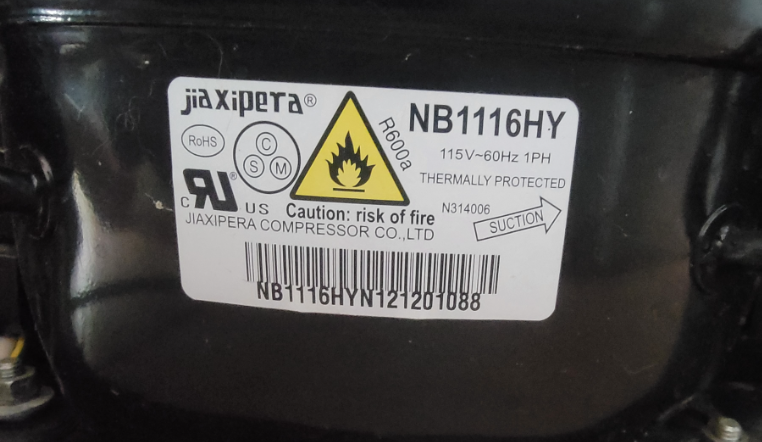 jiaxipera®
NB1116HY
R600a
RoHS
C
S M
115V~60Hz 1PH
THERMALLY PROTECTED
C RU® US
Caution: risk of fire
N314006
SUCTION
JIAXIPERA COMPRESSOR CO.,LTD
NB1116HYN121201088